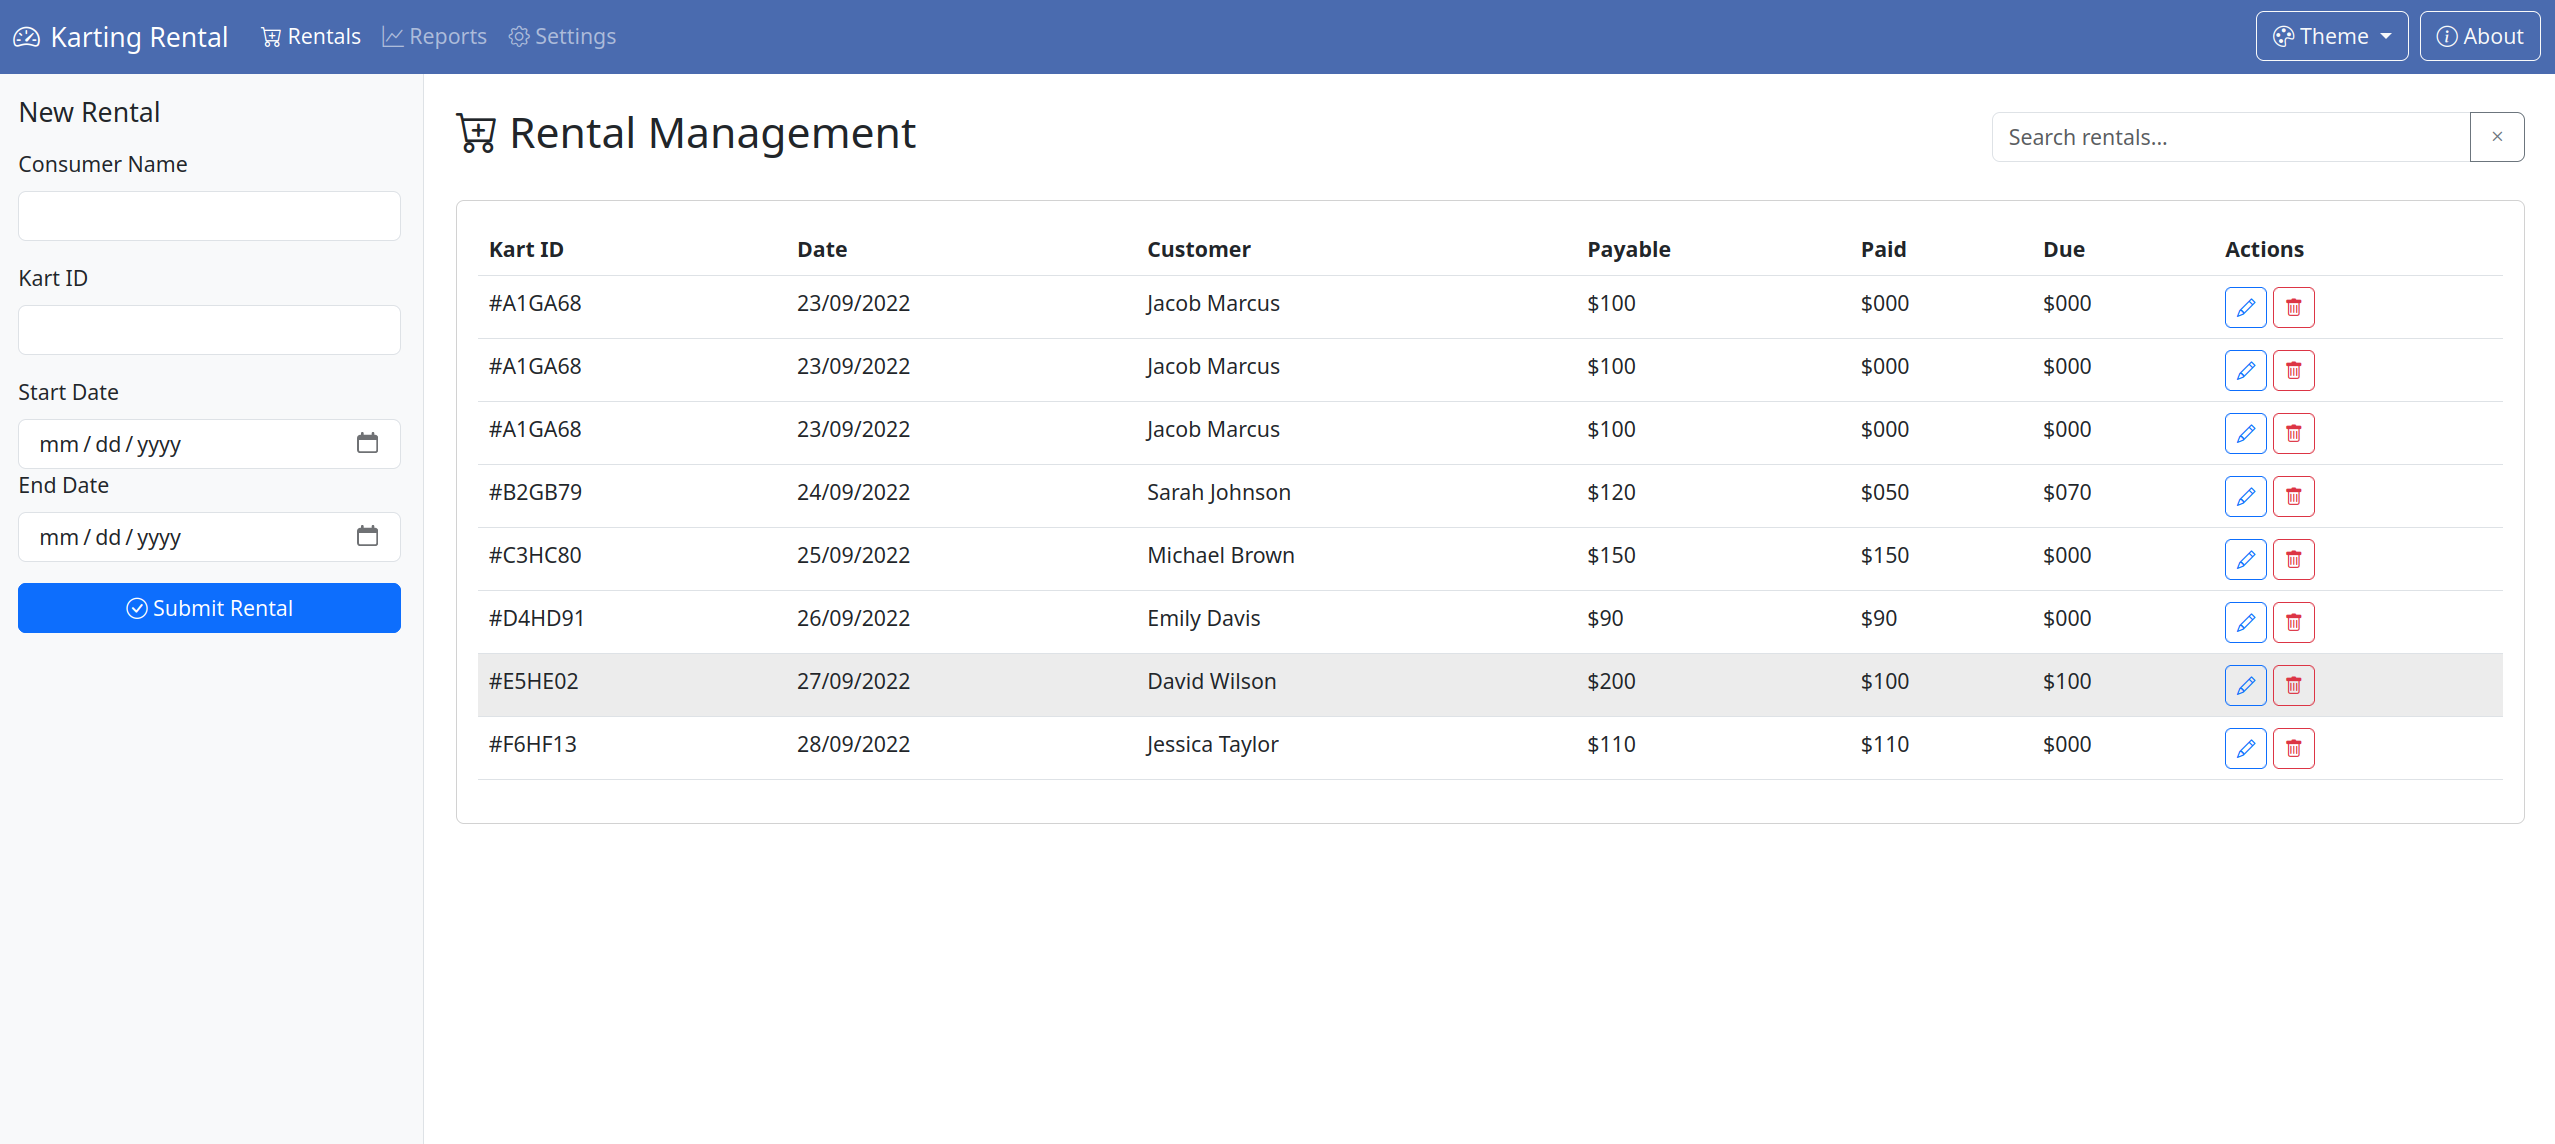 Karting Rental Rentals Reports Settings Theme About
New Rental
Consumer Name
Kart ID
Start Date
mm / dd / yyyy
End Date
mm / dd / yyyy
Submit Rental
Rental Management
Search rentals...
Kart ID Date Customer Payable Paid Due Actions
#A1GA68 23/09/2022 Jacob Marcus $100 $000 $000
#A1GA68 23/09/2022 Jacob Marcus $100 $000 $000
#A1GA68 23/09/2022 Jacob Marcus $100 $000 $000
#B2GB79 24/09/2022 Sarah Johnson $120 $050 $070
#C3HC80 25/09/2022 Michael Brown $150 $150 $000
#D4HD91 26/09/2022 Emily Davis $90 $90 $000
#E5HE02 27/09/2022 David Wilson $200 $100 $100
#F6HF13 28/09/2022 Jessica Taylor $110 $110 $000